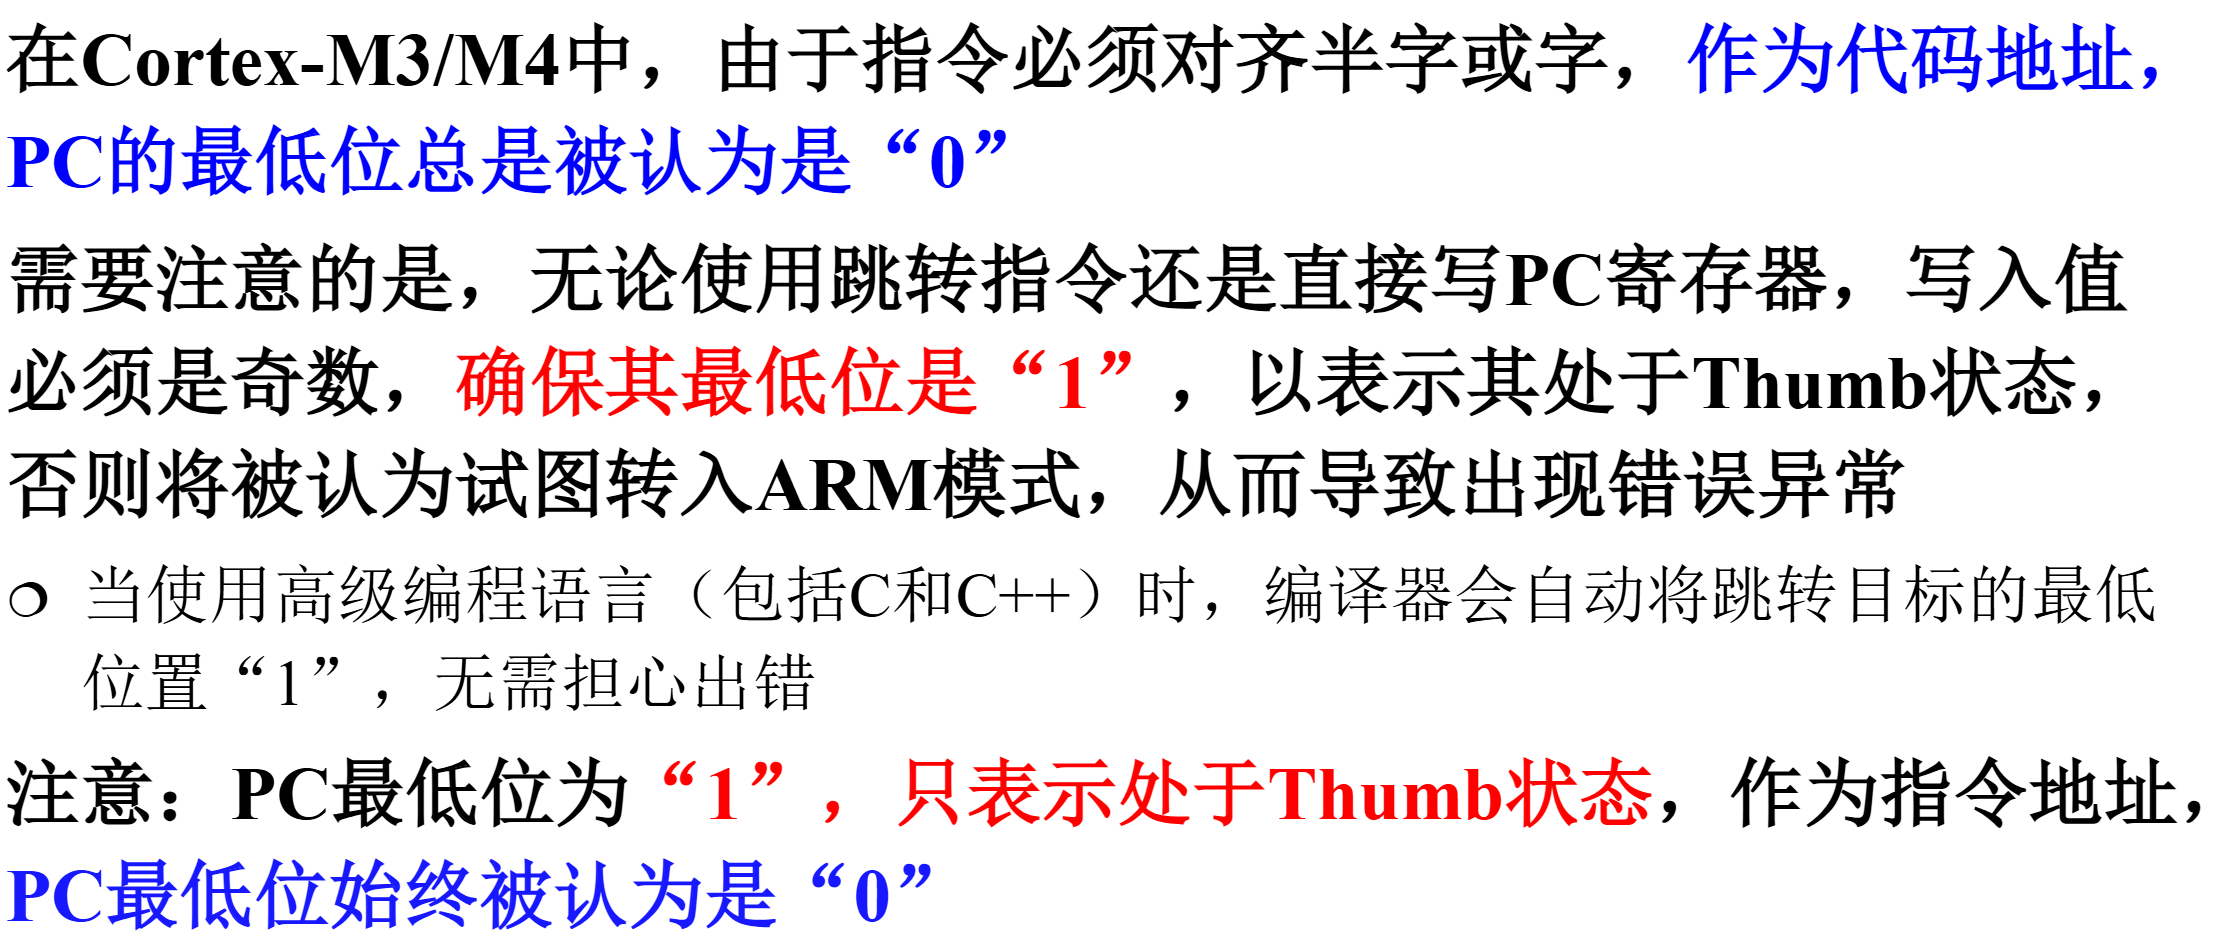 在Cortex-M3/M4中，由于指令必须对齐半字或字，作为代码地址，
PC的最低位总是被认为是“0”
需要注意的是，无论使用跳转指令还是直接写PC寄存器，写入值
必须是奇数，确保其最低位是“1”，以表示其处于Thumb状态，
否则将被认为试图转入ARM模式，从而导致出现错误异常
○ 当使用高级编程语言（包括C和C++）时，编译器会自动将跳转目标的最低
位置“1”，无需担心出错
注意：PC最低位为“1”，只表示处于Thumb状态，作为指令地址，
PC最低位始终被认为是“0”